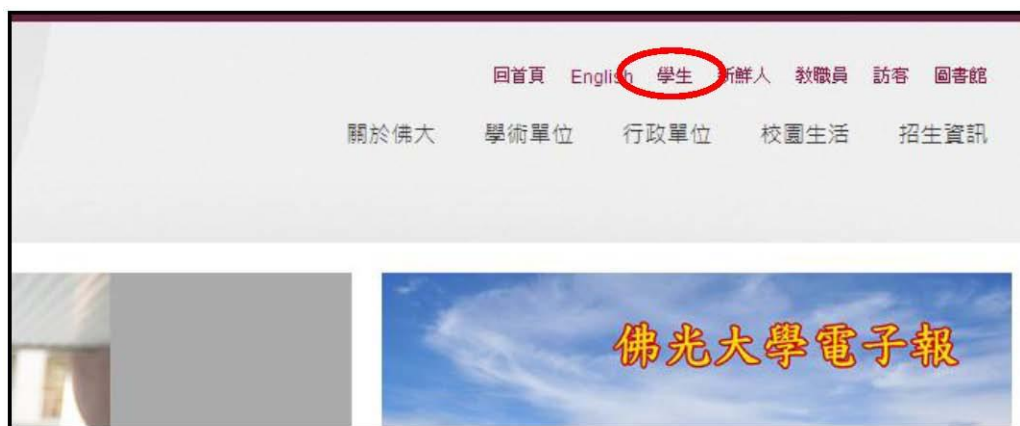 回首頁 English 學生 新鮮人 教職員 訪客 圖書館
關於佛大 學術單位 行政單位 校園生活 招生資訊
佛光大學電子報